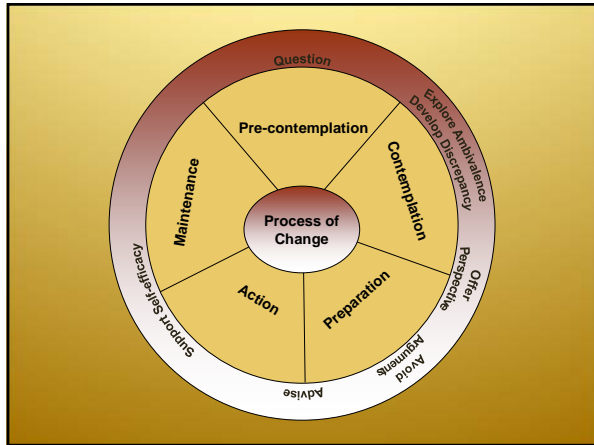 Question
Explore Ambivalence
Develop Discrepancy
Offer
Perspective
Avoid
Arguments
Advise
Support Self-efficacy
Pre-contemplation
Contemplation
Preparation
Action
Maintenance
Process of
Change